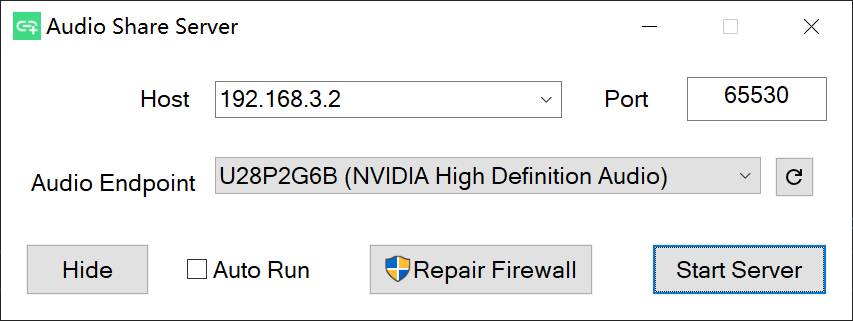 Audio Share Server
Host 192.168.3.2 Port 65530
Audio Endpoint U28P2G6B (NVIDIA High Definition Audio)
Hide Auto Run Repair Firewall Start Server